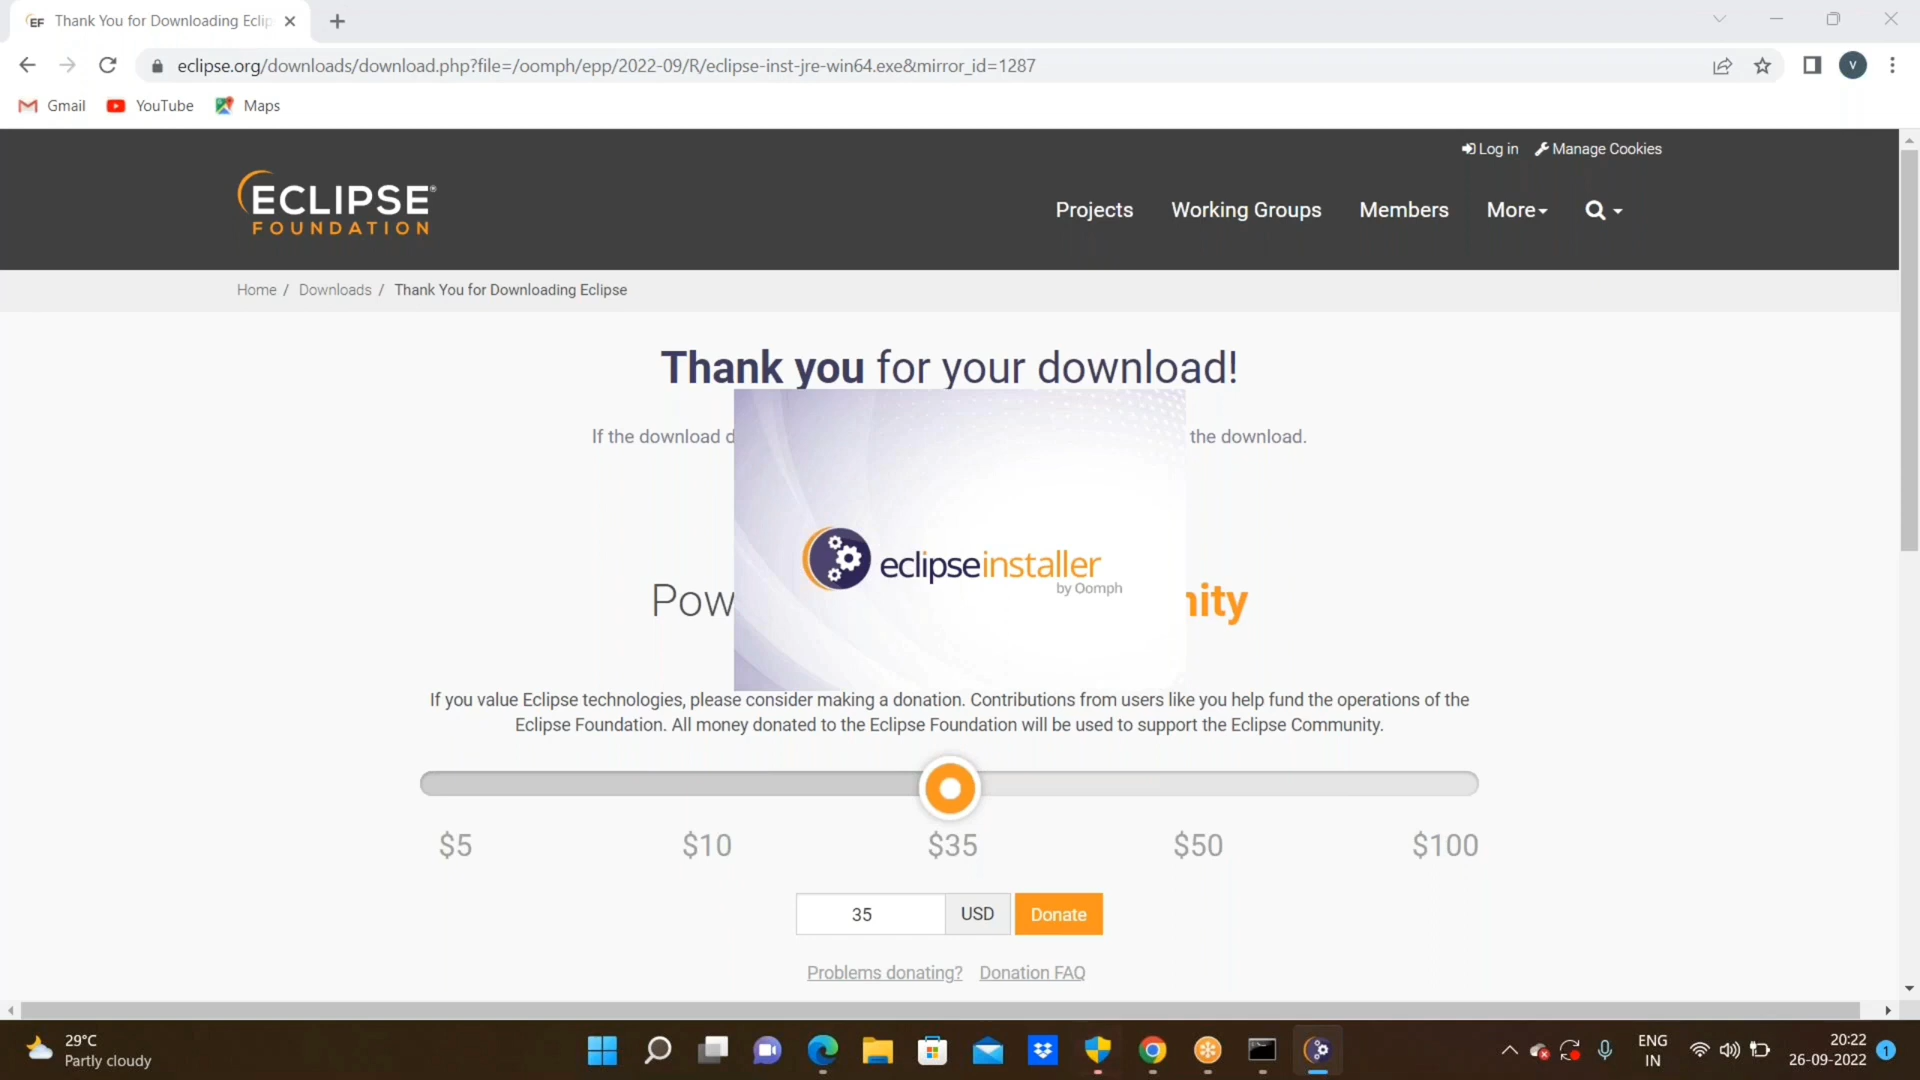 EF Thank You for Downloading Eclip
eclipse.org/downloads/download.php?file=/oomph/epp/2022-09/R/eclipse-inst-jre-win64.exe&mirror_id=1287
V
Gmail YouTube Maps
Log in Manage Cookies
ECLIPSE®
FOUNDATION
Projects Working Groups Members More
Home / Downloads / Thank You for Downloading Eclipse
Thank you for your download!
If the download d the download.
eclipseinstaller
by Oomph
Pow nity
If you value Eclipse technologies, please consider making a donation. Contributions from users like you help fund the operations of the
Eclipse Foundation. All money donated to the Eclipse Foundation will be used to support the Eclipse Community.
$5 $10 $35 $50 $100
35 USD Donate
Problems donating? Donation FAQ
29°C
Partly cloudy
ENG
IN
20:22
26-09-2022
1